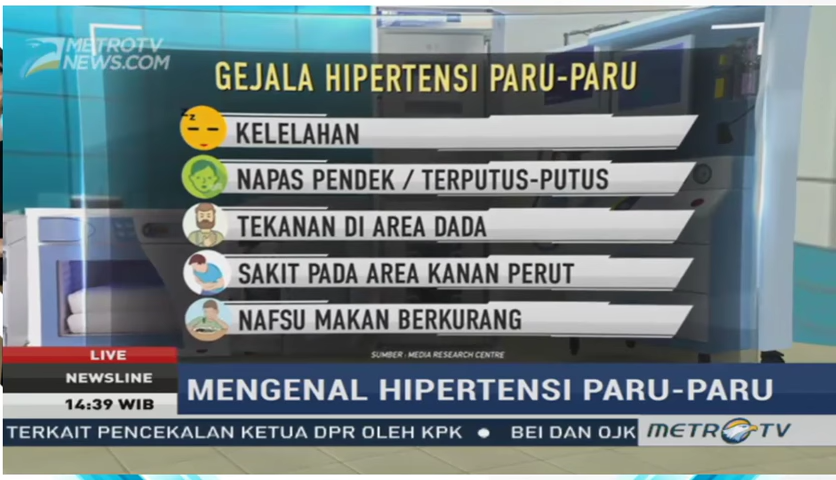 METROTV
NEWS.COM
GEJALA HIPERTENSI PARU-PARU
zz
KELELAHAN
NAPAS PENDEK / TERPUTUS-PUTUS
TEKANAN DI AREA DADA
SAKIT PADA AREA KANAN PERUT
NAFSU MAKAN BERKURANG
SUMBER : MEDIA RESEARCH CENTRE
LIVE
NEWSLINE
14:39 WIB
MENGENAL HIPERTENSI PARU-PARU
TERKAIT PENCEKALAN KETUA DPR OLEH KPK ● BEI DAN OJK
METROTV